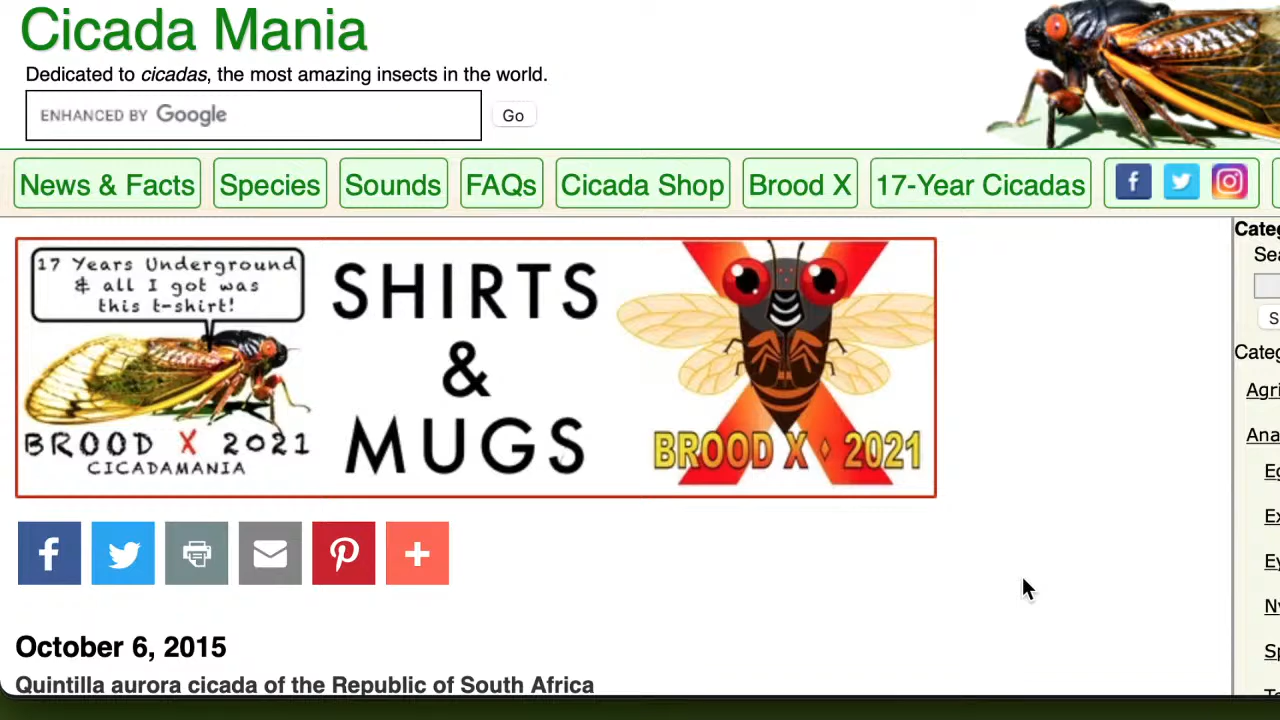 Cicada Mania
Dedicated to cicadas, the most amazing insects in the world.
ENHANCED BY Google
Go
News & Facts
Species
Sounds
FAQs
Cicada Shop
Brood X
17-Year Cicadas
17 Years Underground
& all I got was
this t-shirt!
BROOD X 2021
CICADAMANIA
SHIRTS
&
MUGS
BROOD X ♦ 2021
October 6, 2015
Quintilla aurora cicada of the Republic of South Africa